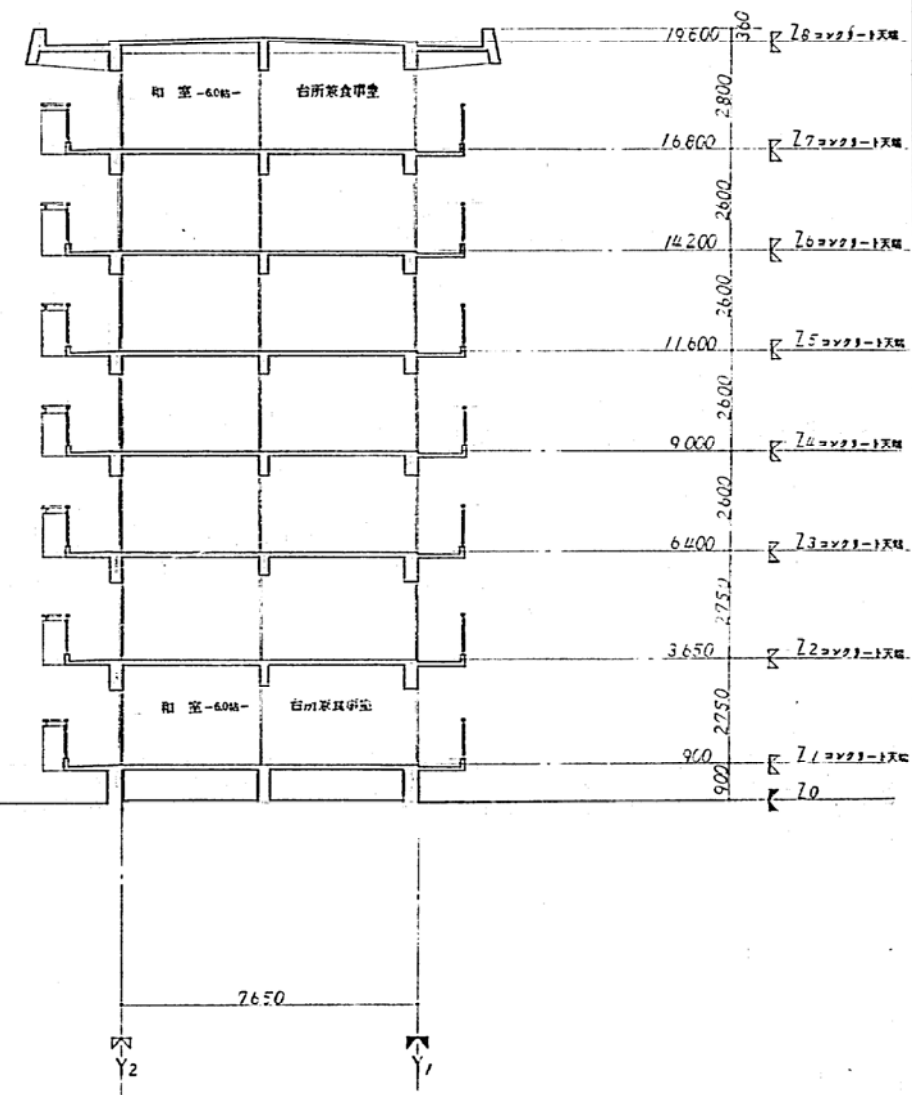 360
19.600 Z8 コンクリート天端
和 室 -6.0帖- 台所兼食事室
2800
16.800 Z7 コンクリート天端
2600
14.200 Z6 コンクリート天端
2600
11.600 Z5 コンクリート天端
2600
9.000 Z4 コンクリート天端
2600
6.400 Z3 コンクリート天端
2750
3.650 Z2 コンクリート天端
和 室 -6.0帖- 台所兼食事室
2750
900 Z1 コンクリート天端
900
Z0
7.650
Y2 Y1